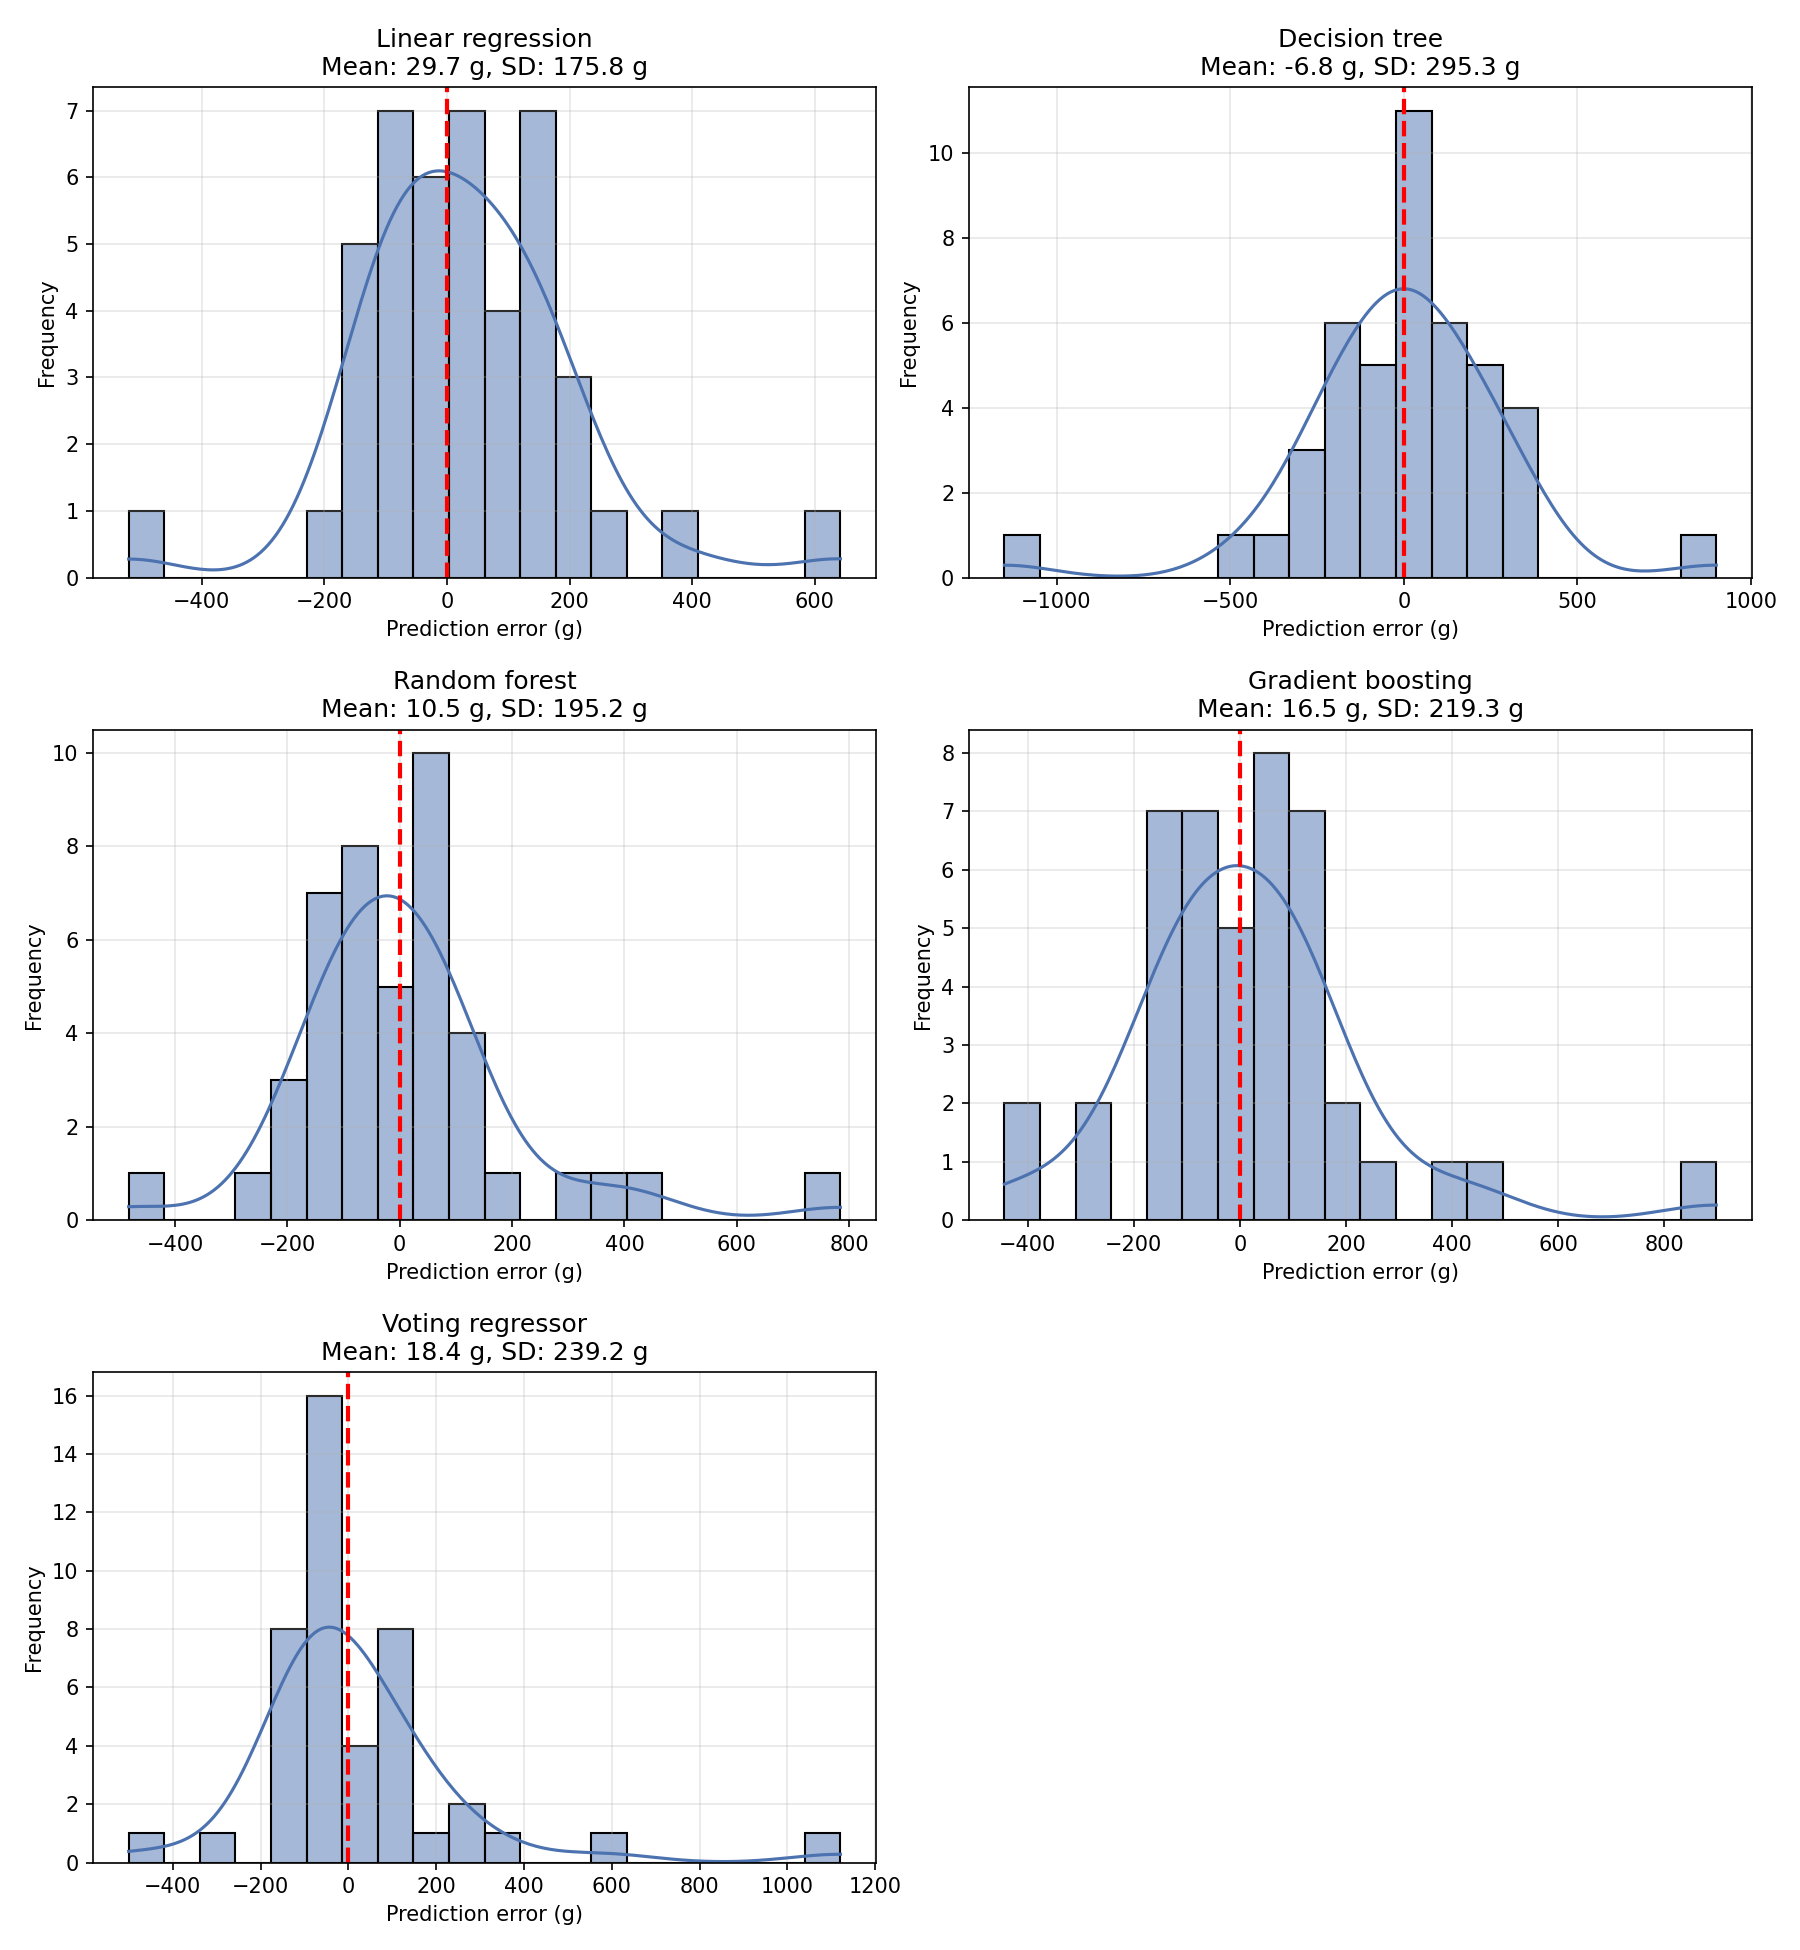 Linear regression
Mean: 29.7 g, SD: 175.8 g
7
6
5
4
3
2
1
0
Frequency
−400 −200 0 200 400 600
Prediction error (g)
Decision tree
Mean: -6.8 g, SD: 295.3 g
10
8
6
4
2
0
Frequency
−1000 −500 0 500 1000
Prediction error (g)
Random forest
Mean: 10.5 g, SD: 195.2 g
10
8
6
4
2
0
Frequency
−400 −200 0 200 400 600 800
Prediction error (g)
Gradient boosting
Mean: 16.5 g, SD: 219.3 g
8
7
6
5
4
3
2
1
0
Frequency
−400 −200 0 200 400 600 800
Prediction error (g)
Voting regressor
Mean: 18.4 g, SD: 239.2 g
16
14
12
10
8
6
4
2
0
Frequency
−400 −200 0 200 400 600 800 1000 1200
Prediction error (g)